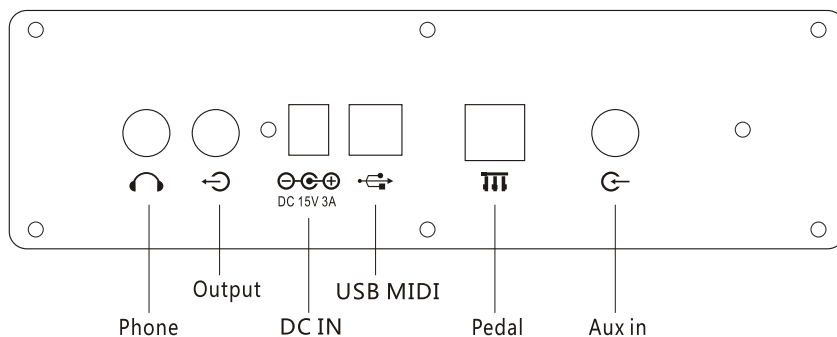 DC 15V 3A
Output
USB MIDI
Phone
DC IN
Pedal
Aux in